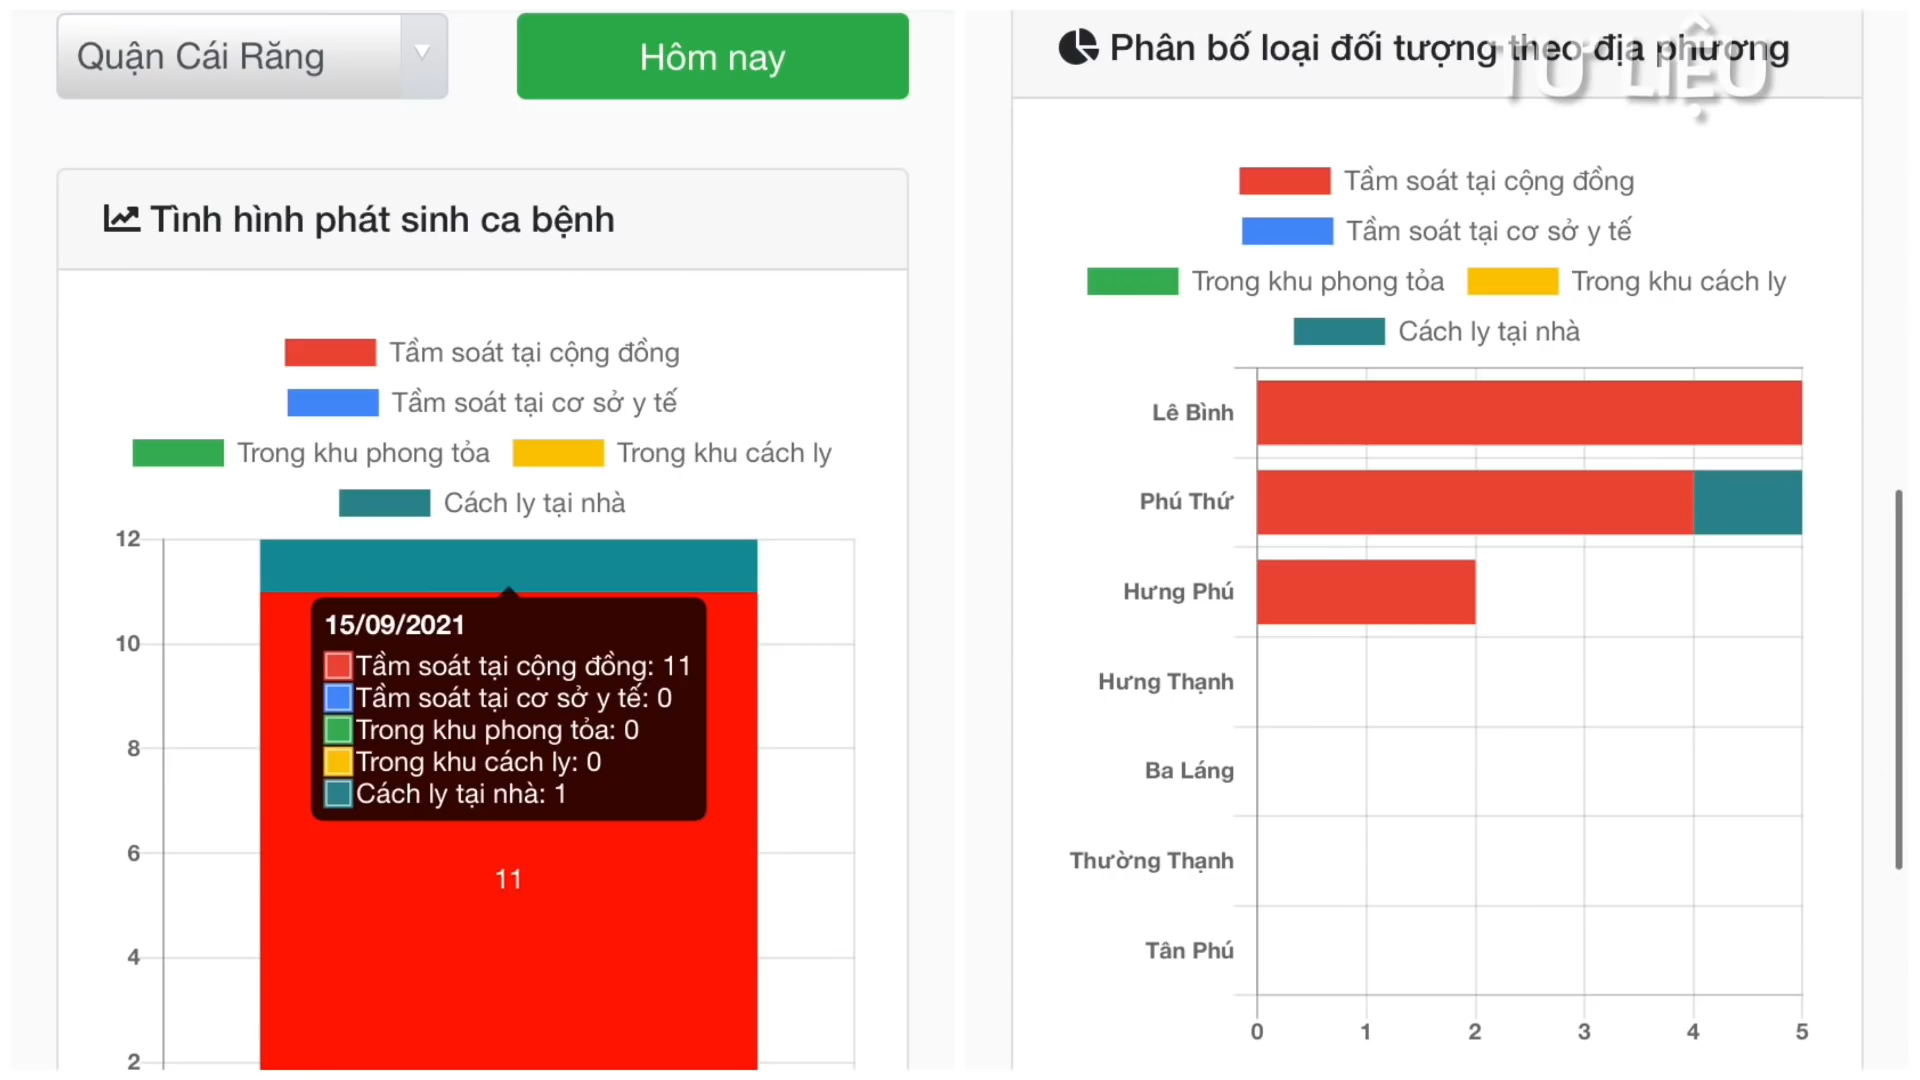 Quận Cái Răng
Hôm nay
Tình hình phát sinh ca bệnh
Tầm soát tại cộng đồng
Tầm soát tại cơ sở y tế
Trong khu phong tỏa
Trong khu cách ly
Cách ly tại nhà
12
10
8
6
4
2
15/09/2021
Tầm soát tại cộng đồng: 11
Tầm soát tại cơ sở y tế: 0
Trong khu phong tỏa: 0
Trong khu cách ly: 0
Cách ly tại nhà: 1
11
Phân bố loại đối tượng theo địa phương
TƯ LIỆU
Tầm soát tại cộng đồng
Tầm soát tại cơ sở y tế
Trong khu phong tỏa
Trong khu cách ly
Cách ly tại nhà
Lê Bình
Phú Thứ
Hưng Phú
Hưng Thạnh
Ba Láng
Thường Thạnh
Tân Phú
0 1 2 3 4 5